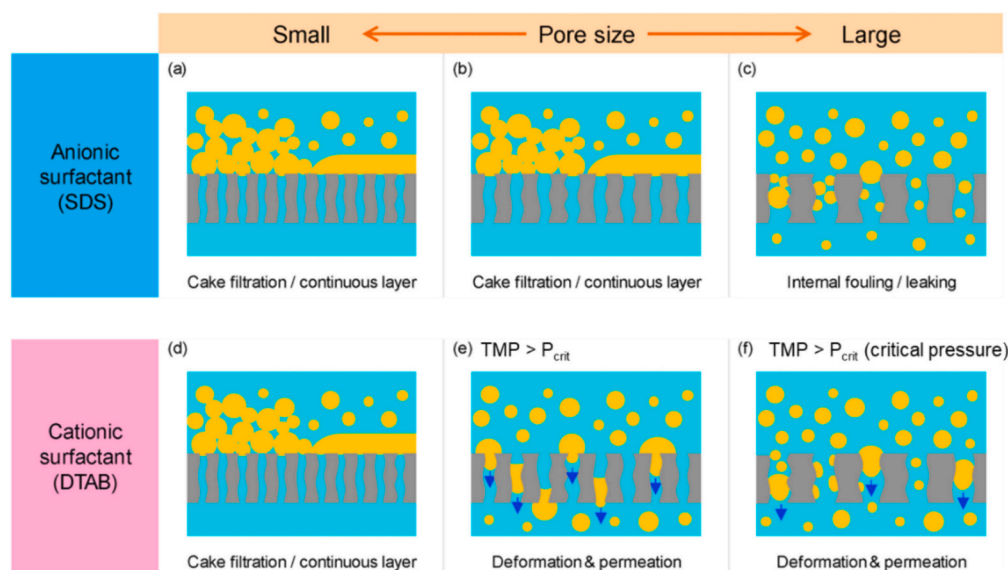 Small Pore size Large
Anionic
surfactant
(SDS)
(a)
Cake filtration / continuous layer
(b)
Cake filtration / continuous layer
(c)
Internal fouling / leaking
Cationic
surfactant
(DTAB)
(d)
Cake filtration / continuous layer
(e) TMP > Pcrit
Deformation & permeation
(f) TMP > Pcrit (critical pressure)
Deformation & permeation